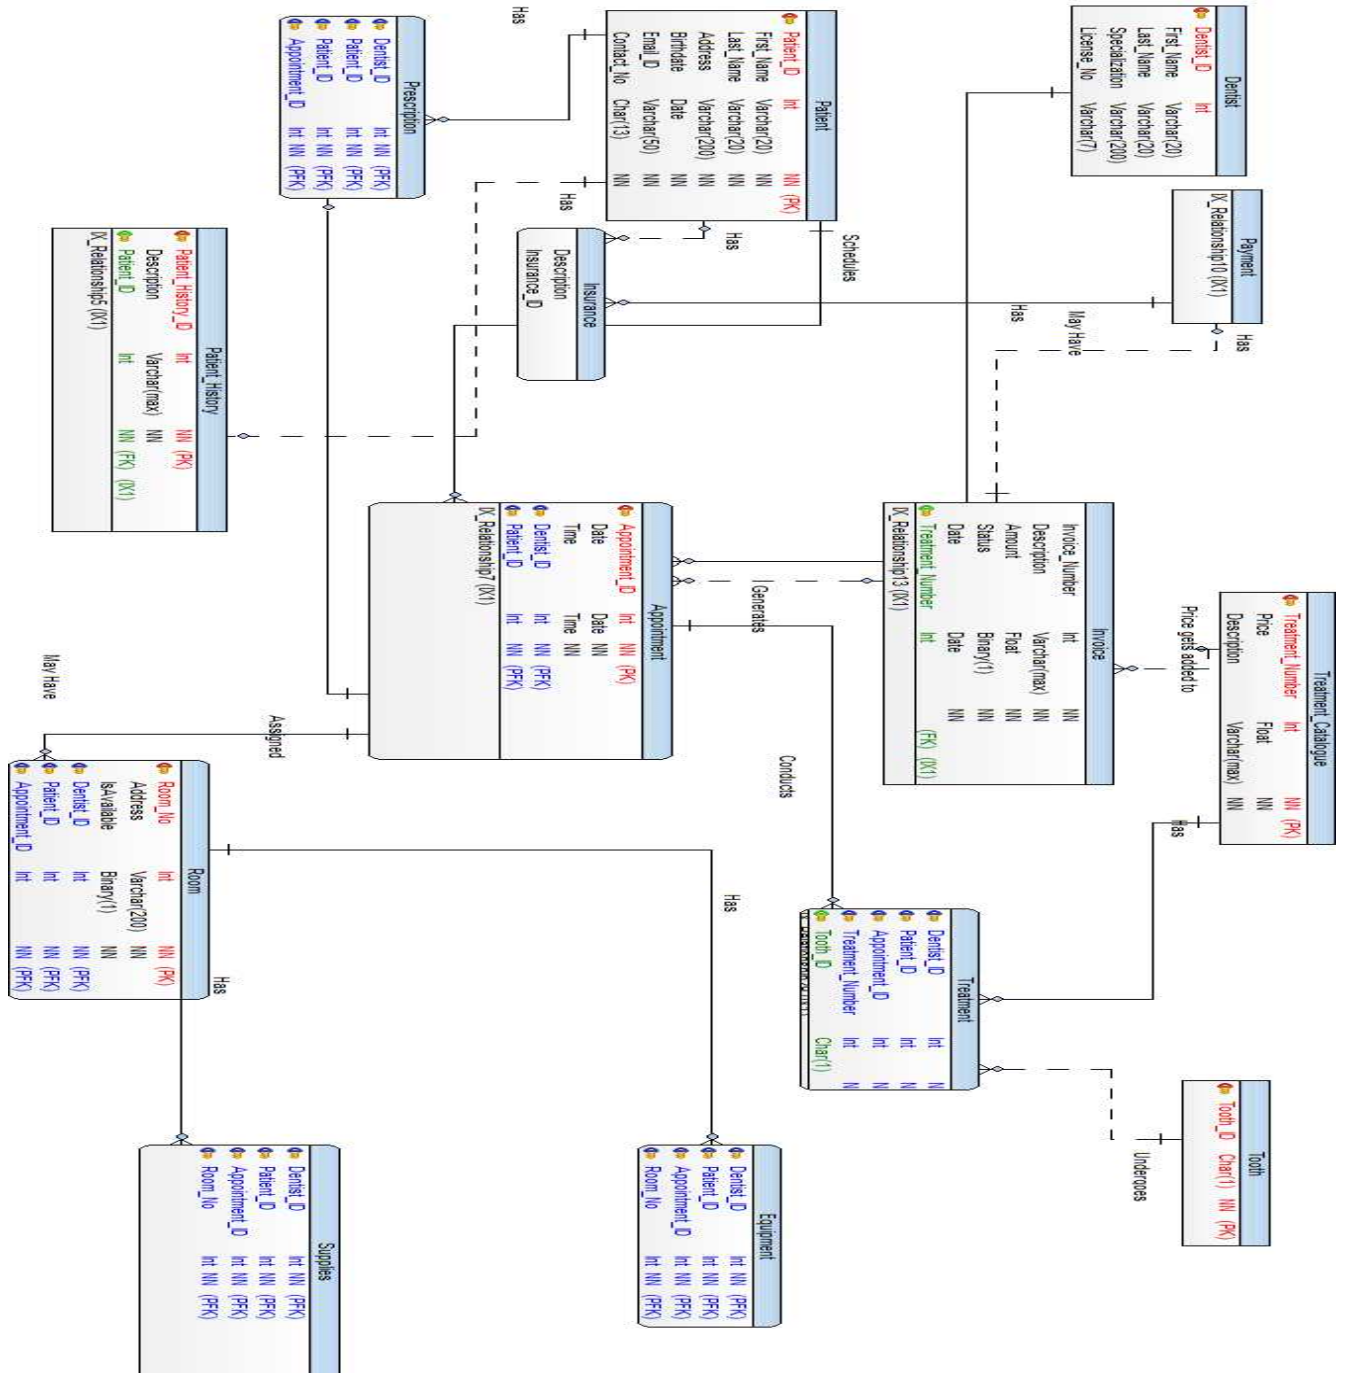 Dentist
Dentist_ID Int
First_Name Varchar(20)
Last_Name Varchar(20)
Specialization Varchar(200)
License_No Varchar(7)
Payment
IX_Relationship10 (IX1)
Has
Treatment_Catalogue
Treatment_Number Int NN (PK)
Price Float NN
Description Varchar(max) NN
Price gets added to
Has
Tooth
Tooth_ID Char(1) NN (PK)
Undergoes
May Have
Has
Invoice
Invoice_Number Int NN
Description Varchar(max) NN
Amount Float NN
Status Binary(1) NN
Date Date NN
Treatment_Number Int (FK) (IX1)
IX_Relationship13 (IX1)
Treatment
Dentist_ID Int N
Patient_ID Int N
Appointment_ID Int N
Treatment_Number Int N
Tooth_ID Char(1)
Schedules
Patient
Patient_ID Int NN (PK)
First_Name Varchar(20) NN
Last_Name Varchar(20) NN
Address Varchar(200) NN
Birthdate Date NN
Email_ID Varchar(50) NN
Contact_No Char(13) NN
Has
Has
Has
Generates
Conducts
Has
Insurance
Description
Insurance_ID
Appointment
Appointment_ID Int NN (PK)
Date Date NN
Time Time NN
Dentist_ID Int NN (PFK)
Patient_ID Int NN (PFK)
IX_Relationship7 (IX1)
Equipment
Dentist_ID Int NN (PFK)
Patient_ID Int NN (PFK)
Appointment_ID Int NN (PFK)
Room_No Int NN (PFK)
Prescription
Dentist_ID Int NN (PFK)
Patient_ID Int NN (PFK)
Patient_ID Int NN (PFK)
Appointment_ID Int NN (PFK)
Patient_History
Patient_History_ID Int NN (PK)
Description Varchar(max) NN
Patient_ID Int NN (FK) (IX1)
IX_Relationship5 (IX1)
Assigned
May Have
Room
Room_No Int NN (PK)
Address Varchar(200) NN
IsAvailable Binary(1) NN
Dentist_ID Int NN (PFK)
Patient_ID Int NN (PFK)
Appointment_ID Int NN (PFK)
Has
Supplies
Dentist_ID Int NN (PFK)
Patient_ID Int NN (PFK)
Appointment_ID Int NN (PFK)
Room_No Int NN (PFK)